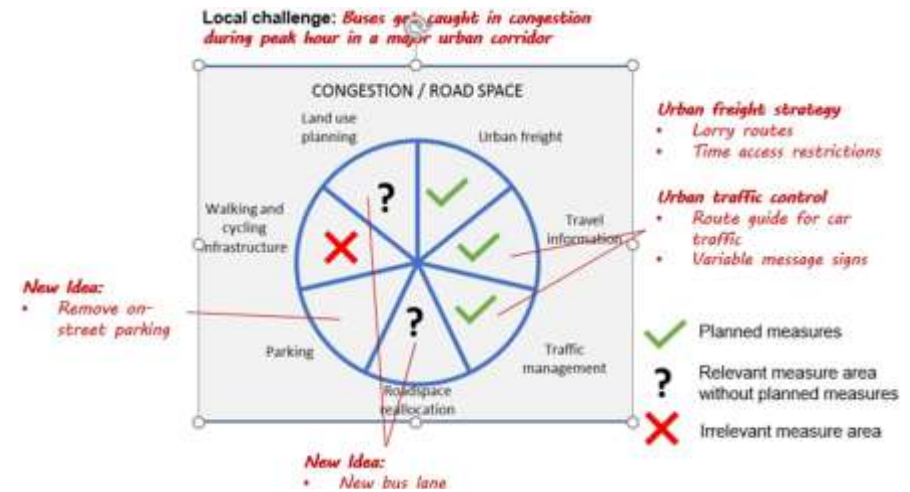 Local challenge: Buses get caught in congestion
during peak hour in a major urban corridor
CONGESTION / ROAD SPACE
Land use
planning
Urban freight
Urban freight strategy
• Lorry routes
• Time access restrictions
Walking and
cycling
infrastructure
?
Travel
information
Urban traffic control
• Route guide for car
traffic
• Variable message signs
New Idea:
• Remove on-
street parking
?
Parking
Traffic
management
Roadspace
reallocation
Planned measures
? Relevant measure area
without planned measures
Irrelevant measure area
New Idea:
• New bus lane